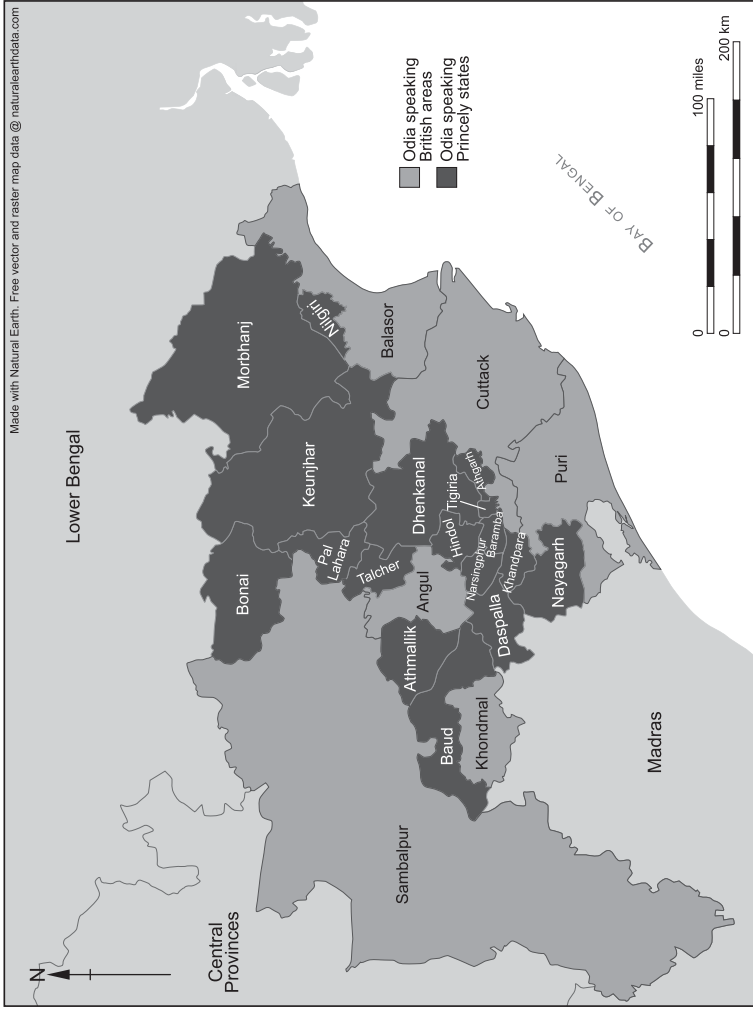 Made with Natural Earth. Free vector and raster map data @ naturalearthdata.com
N
Central
Provinces
Lower Bengal
Bonai
Morbhanj
Keunjhar
Nilgiri
Pal
Lahara
Talcher
Balasor
Sambalpur
Athmallik
Angul
Dhenkanal
Hindol
Tigiria
Athgarh
Cuttack
Baud
Khondmal
Narsingphur
Baramba
Khandpara
Daspalla
Nayagarh
Puri
Madras
Odia speaking
British areas
Odia speaking
Princely states
BAY OF BENGAL
0
100 miles
0
200 km